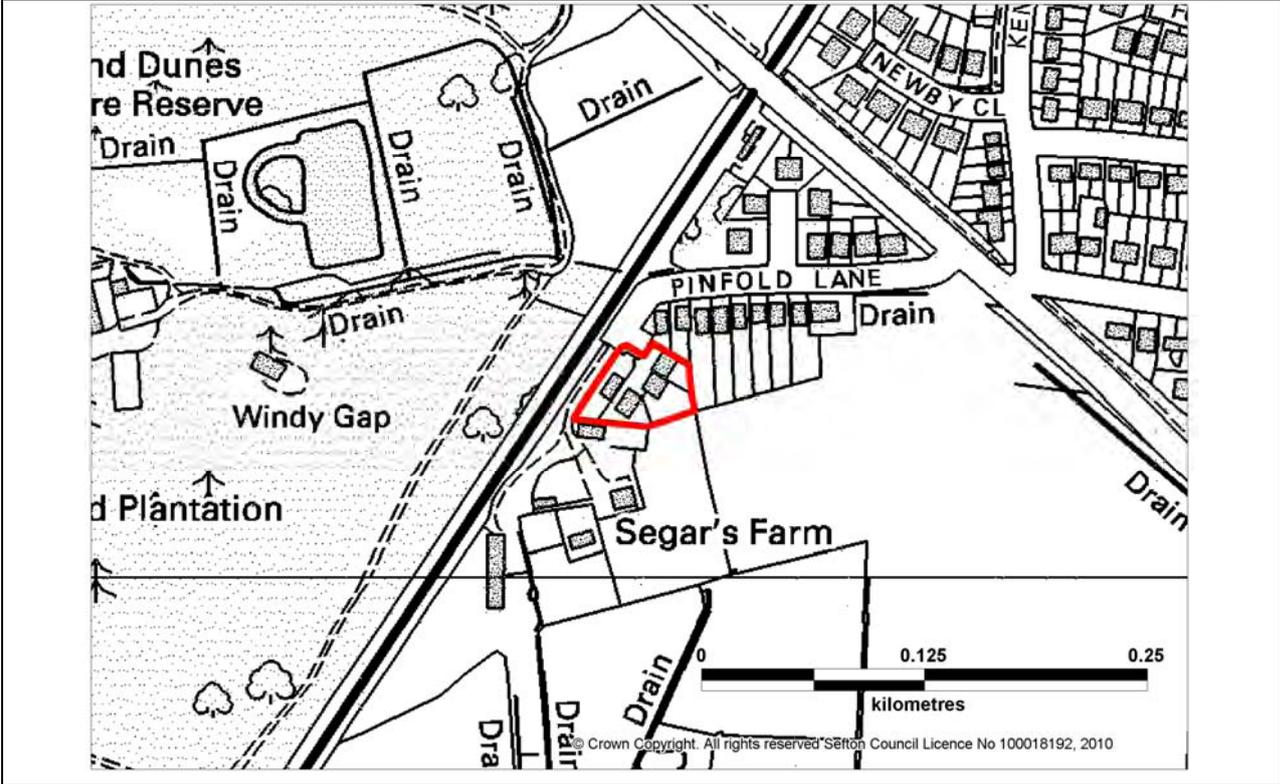 nd Dunes
re Reserve
Drain
Drain
Drain
Drain
Drain
NEWBY CL
KEN
PINFOLD LANE
Drain
Drain
Windy Gap
d Plantation
Drain
Segar's Farm
0 0.125 0.25
kilometres
Drain
Drain
Dra
© Crown Copyright. All rights reserved Sefton Council Licence No 100018192, 2010